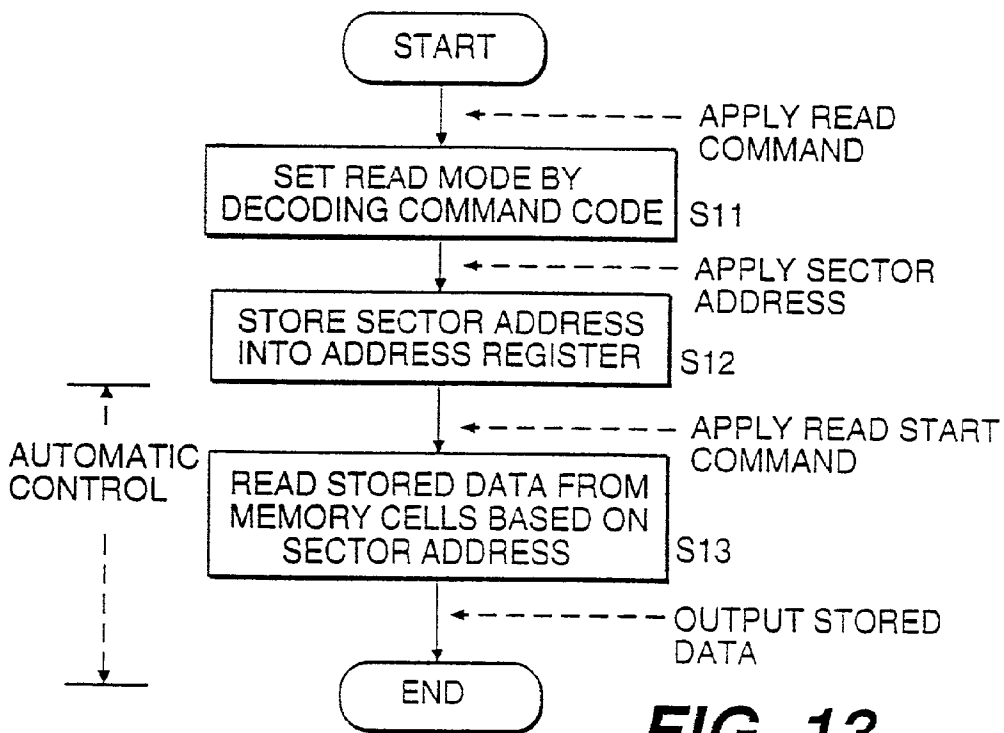 START
APPLY READ
COMMAND
SET READ MODE BY
DECODING COMMAND CODE
S11
APPLY SECTOR
ADDRESS
STORE SECTOR ADDRESS
INTO ADDRESS REGISTER
S12
APPLY READ START
COMMAND
AUTOMATIC
CONTROL
READ STORED DATA FROM
MEMORY CELLS BASED ON
SECTOR ADDRESS
S13
OUTPUT STORED
DATA
END
FIG. 13